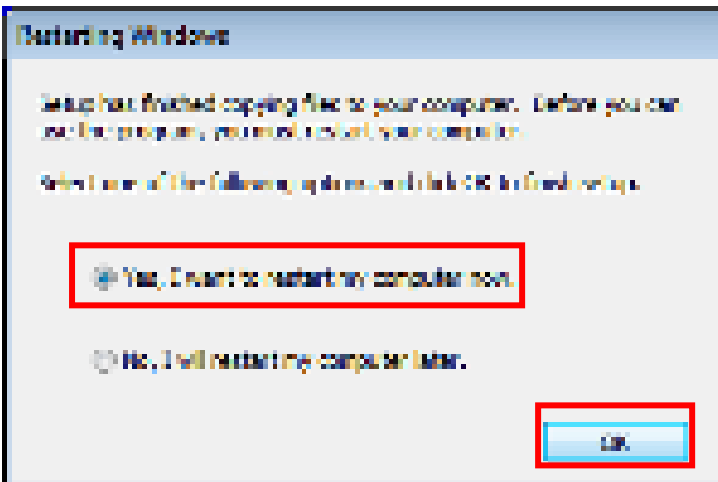 Restarting Windows
Setup has finished copying files to your computer. Before you can
use the program, you must restart your computer.
Select one of the following options and click OK to finish setup.
Yes, I want to restart my computer now.
No, I will restart my computer later.
OK